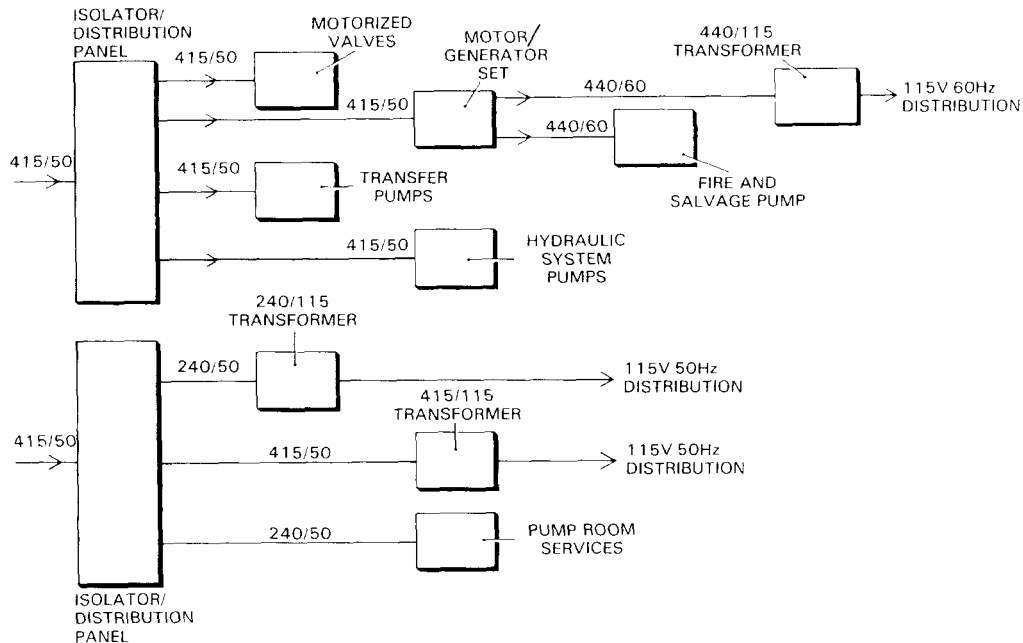 ISOLATOR/
DISTRIBUTION
PANEL
MOTORIZED
VALVES
MOTOR/
GENERATOR
SET
440/115
TRANSFORMER
415/50
440/60
115V 60Hz
DISTRIBUTION
415/50
440/60
415/50
415/50
TRANSFER
PUMPS
FIRE AND
SALVAGE PUMP
415/50
HYDRAULIC
SYSTEM
PUMPS
240/115
TRANSFORMER
240/50
115V 50Hz
DISTRIBUTION
415/115
TRANSFORMER
415/50
415/50
115V 50Hz
DISTRIBUTION
240/50
PUMP ROOM
SERVICES
ISOLATOR/
DISTRIBUTION
PANEL